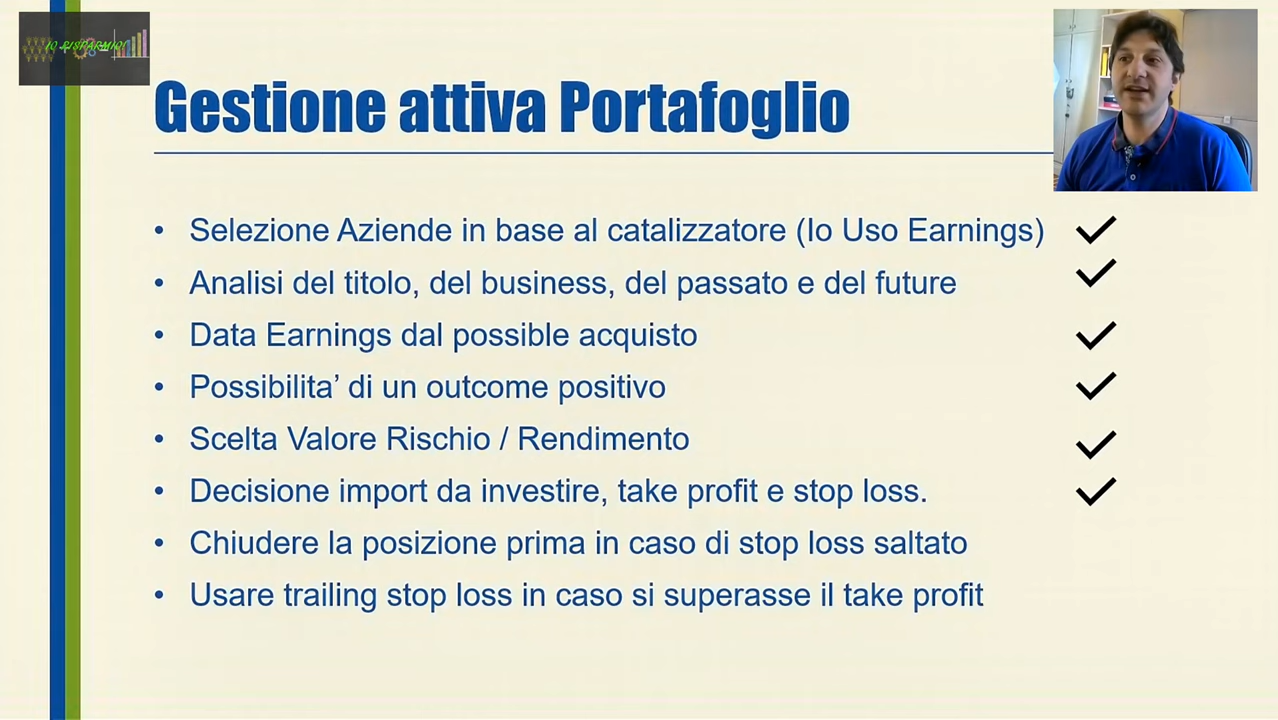 IO RISPARMIO!
Gestione attiva Portafoglio
• Selezione Aziende in base al catalizzatore (Io Uso Earnings)
• Analisi del titolo, del business, del passato e del future
• Data Earnings dal possible acquisto
• Possibilita’ di un outcome positivo
• Scelta Valore Rischio / Rendimento
• Decisione import da investire, take profit e stop loss.
• Chiudere la posizione prima in caso di stop loss saltato
• Usare trailing stop loss in caso si superasse il take profit